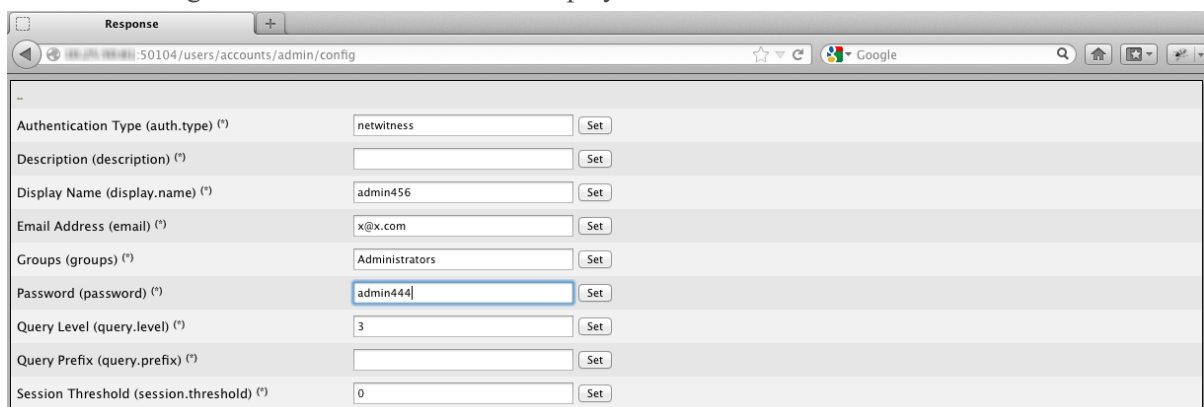 Response
:50104/users/accounts/admin/config
Google
..
Authentication Type (auth.type) (*) netwitness Set
Description (description) (*) Set
Display Name (display.name) (*) admin456 Set
Email Address (email) (*) x@x.com Set
Groups (groups) (*) Administrators Set
Password (password) (*) admin444 Set
Query Level (query.level) (*) 3 Set
Query Prefix (query.prefix) (*) Set
Session Threshold (session.threshold) (*) 0 Set